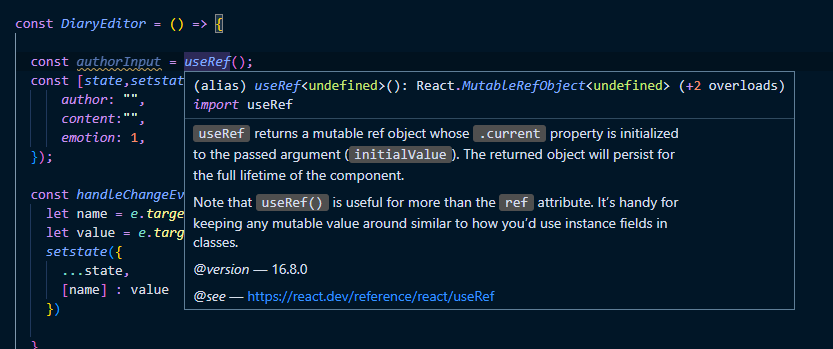 const DiaryEditor = () => {
const authorInput = useRef();
const [state,setstat
author: "",
content:"",
emotion: 1,
});
const handleChangeEv
let name = e.targe
let value = e.targ
setstate({
...state,
[name] : value
})
}
(alias) useRef<undefined>(): React.MutableRefObject<undefined> (+2 overloads)
import useRef
useRef returns a mutable ref object whose .current property is initialized
to the passed argument (initialValue). The returned object will persist for
the full lifetime of the component.
Note that useRef() is useful for more than the ref attribute. It’s handy for
keeping any mutable value around similar to how you’d use instance fields in
classes.
@version — 16.8.0
@see — https://react.dev/reference/react/useRef